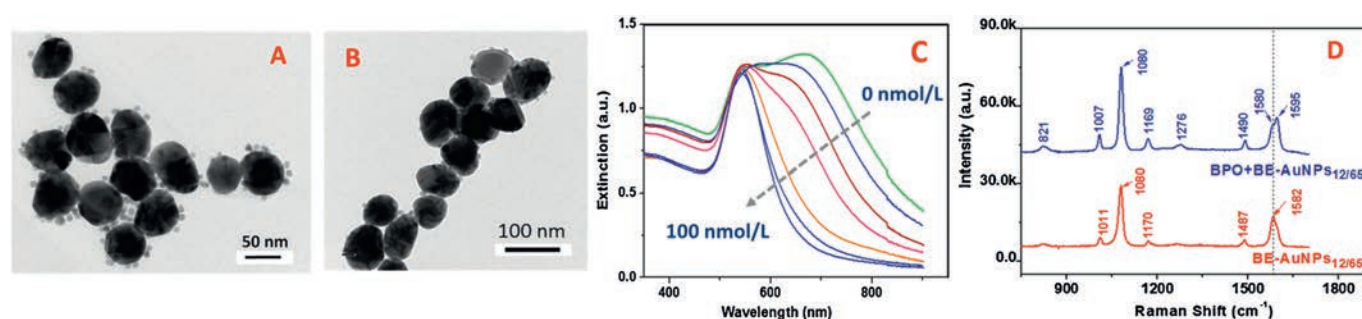 A
50 nm
B
100 nm
C
1.5
1.0
0.5
0.0
Extinction (a.u.)
0 nmol/L
100 nmol/L
400
600
800
Wavelength (nm)
D
90.0k
60.0k
30.0k
0.0
Intensity (a.u.)
821
1007
1080
1169
1276
1490
1580
1595
BPO+BE-AuNPs12/65
1011
1080
1170
1487
1582
BE-AuNPs12/65
900
1200
1500
1800
Raman Shift (cm-1)